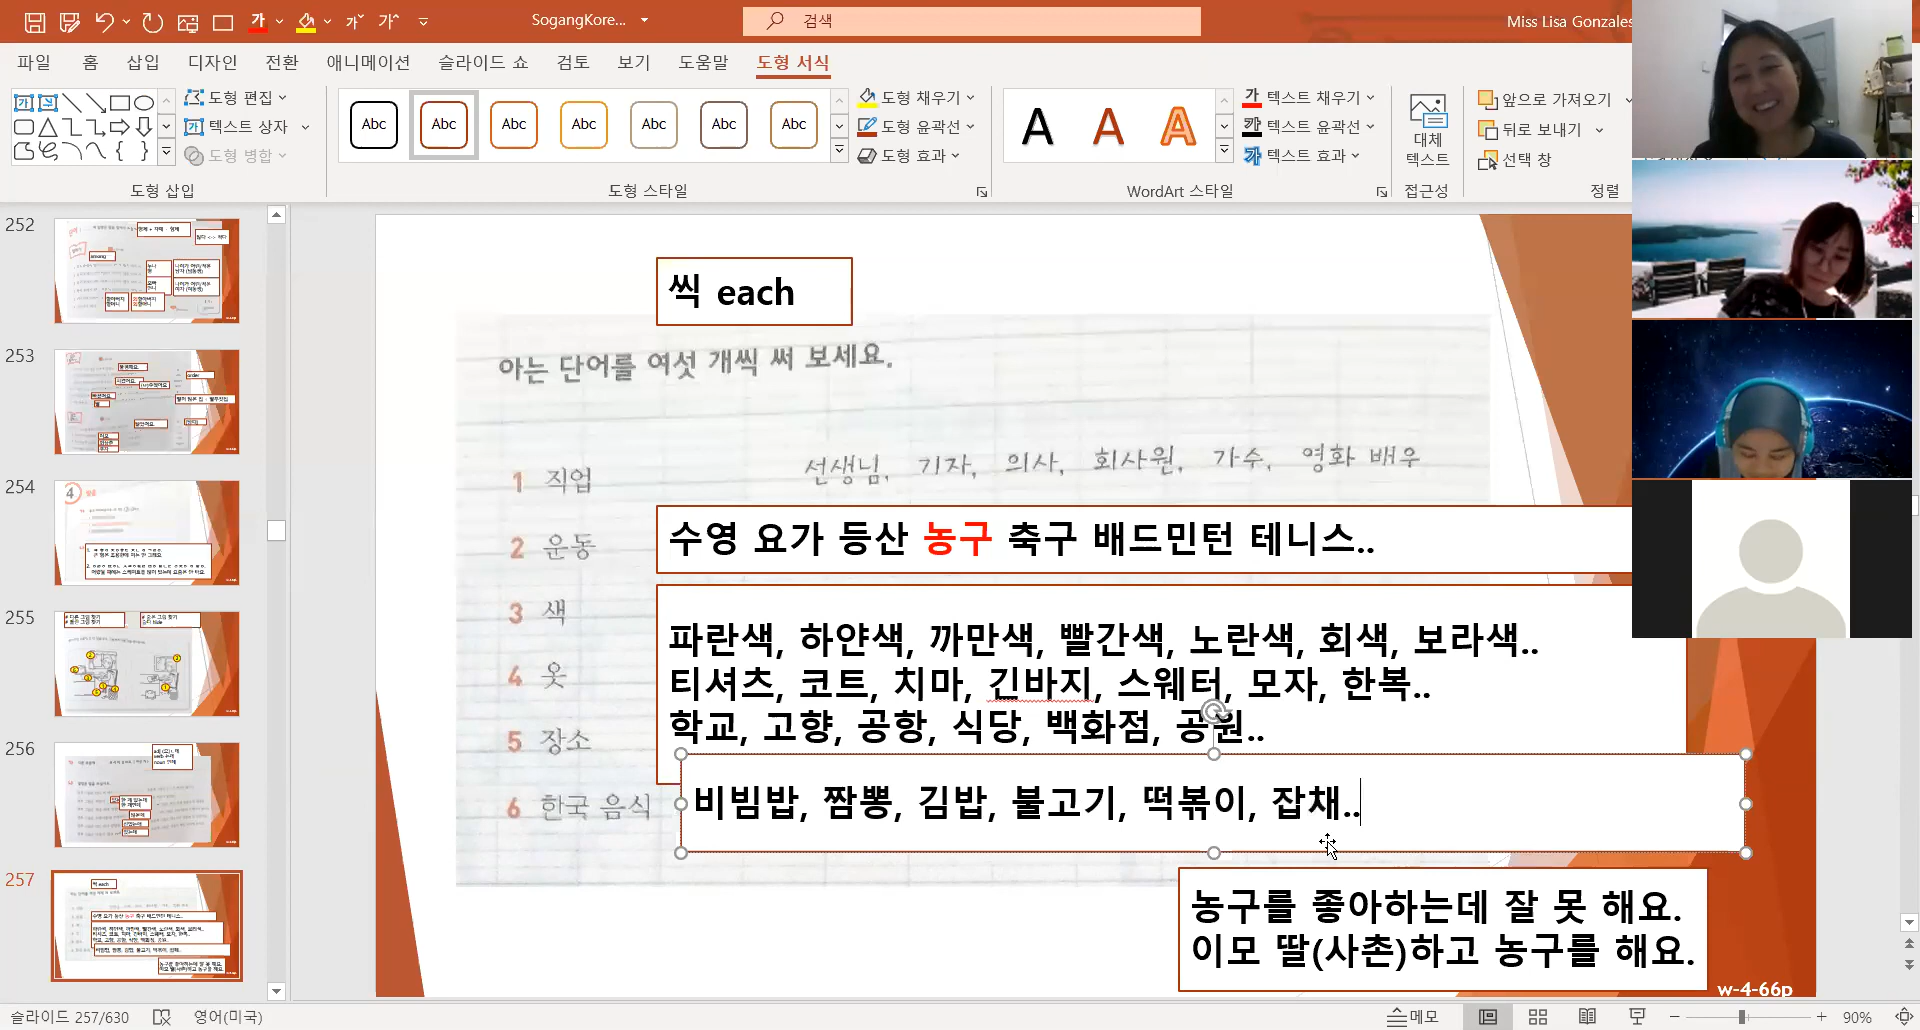 SogangKore...
검색
Miss Lisa Gonzales
파일 홈 삽입 디자인 전환 애니메이션 슬라이드 쇼 검토 보기 도움말 도형 서식
도형 편집
텍스트 상자
도형 병합
도형 삽입
Abc Abc Abc Abc Abc Abc Abc
도형 채우기
도형 윤곽선
도형 효과
도형 스타일
A A A
텍스트 채우기
텍스트 윤곽선
텍스트 효과
WordArt 스타일
대체
텍스트
접근성
앞으로 가져오기
뒤로 보내기
선택 창
정렬
252
253
254
255
256
257
씩 each
아는 단어를 여섯 개씩 써 보세요.
1 직업 선생님, 기자, 의사, 회사원, 가수, 영화 배우
2 운동
수영 요가 등산 농구 축구 배드민턴 테니스..
3 색
파란색, 하얀색, 까만색, 빨간색, 노란색, 회색, 보라색..
4 옷
티셔츠, 코트, 치마, 긴바지, 스웨터, 모자, 한복..
5 장소
학교, 고향, 공항, 식당, 백화점, 공원..
6 한국 음식
비빔밥, 짬뽕, 김밥, 불고기, 떡볶이, 잡채..
농구를 좋아하는데 잘 못 해요.
이모 딸(사촌)하고 농구를 해요.
w-4-66p
슬라이드 257/630 영어(미국) 메모 90%